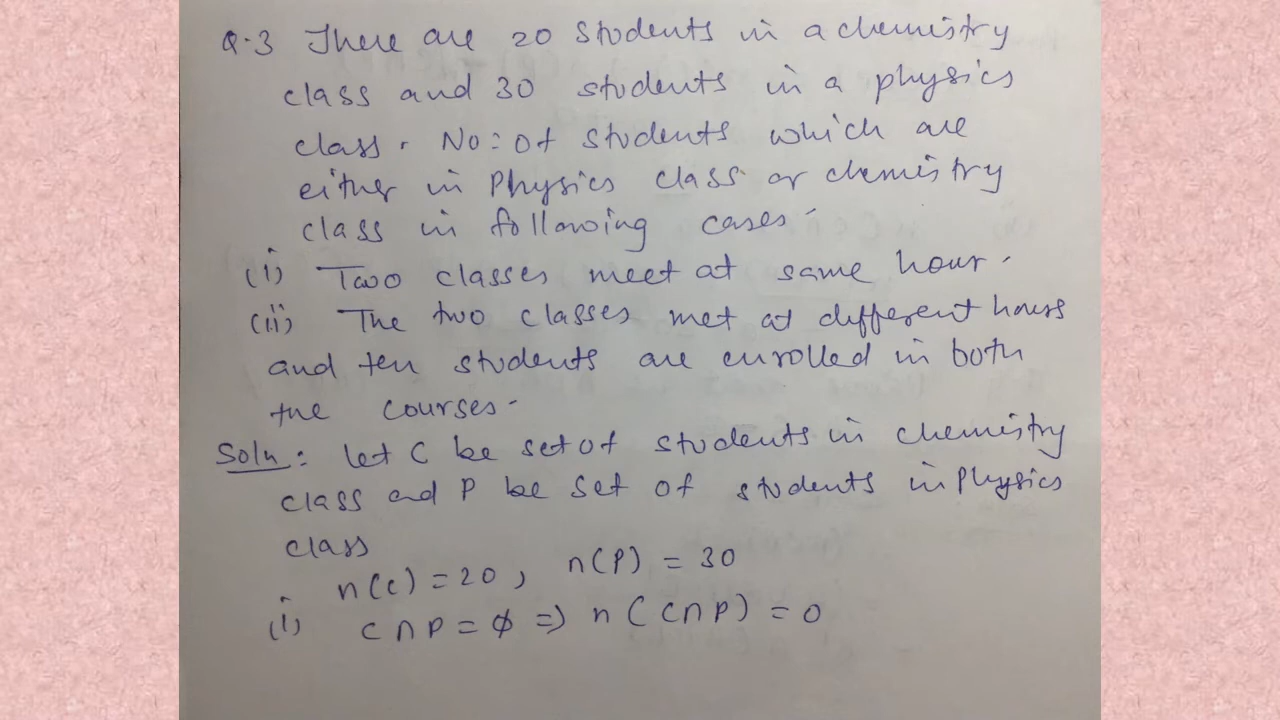 Q.3 There are 20 students in a chemistry
class and 30 students in a physics
class. No: of students which are
either in Physics class or chemistry
class in following cases-
(i) Two classes meet at same hour.
(ii) The two classes met at different hours
and ten students are enrolled in both
the courses-
Soln: Let C be set of students in chemistry
class and P be set of students in Physics
class
n(c) = 20, n(P) = 30
(i) C ∩ P = ϕ ⇒ n(C∩P) = 0